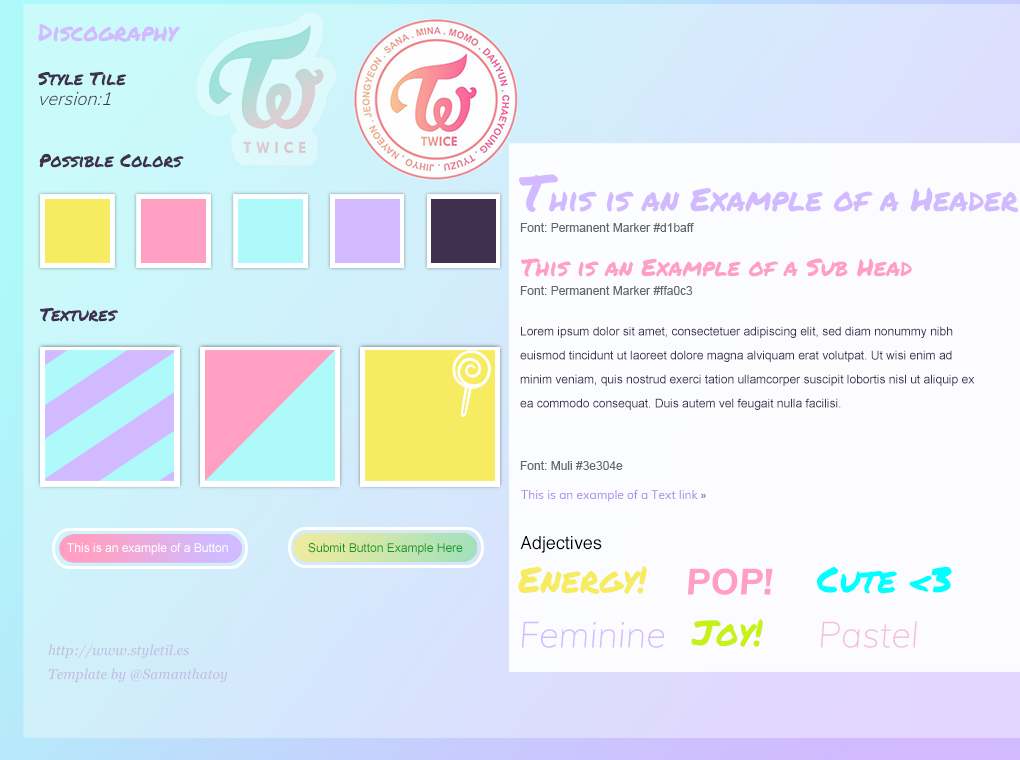 Discography
Style Tile
version:1
TWICE
JEONGYEON . SANA . MINA . MOMO . DAHYUN . CHAEYOUNG . TYUZU . JIHYO . NAYEON .
TWICE
Possible Colors
Textures
This is an example of a Button
Submit Button Example Here
http://www.styletil.es
Template by @Samanthatoy
This is an Example of a Header
Font: Permanent Marker #d1baff
This is an Example of a Sub Head
Font: Permanent Marker #ffa0c3
Lorem ipsum dolor sit amet, consectetuer adipiscing elit, sed diam nonummy nibh
euismod tincidunt ut laoreet dolore magna alviquam erat volutpat. Ut wisi enim ad
minim veniam, quis nostrud exerci tation ullamcorper suscipit lobortis nisl ut aliquip ex
ea commodo consequat. Duis autem vel feugait nulla facilisi.
Font: Muli #3e304e
This is an example of a Text link »
Adjectives
Energy! POP! Cute <3
Feminine Joy! Pastel